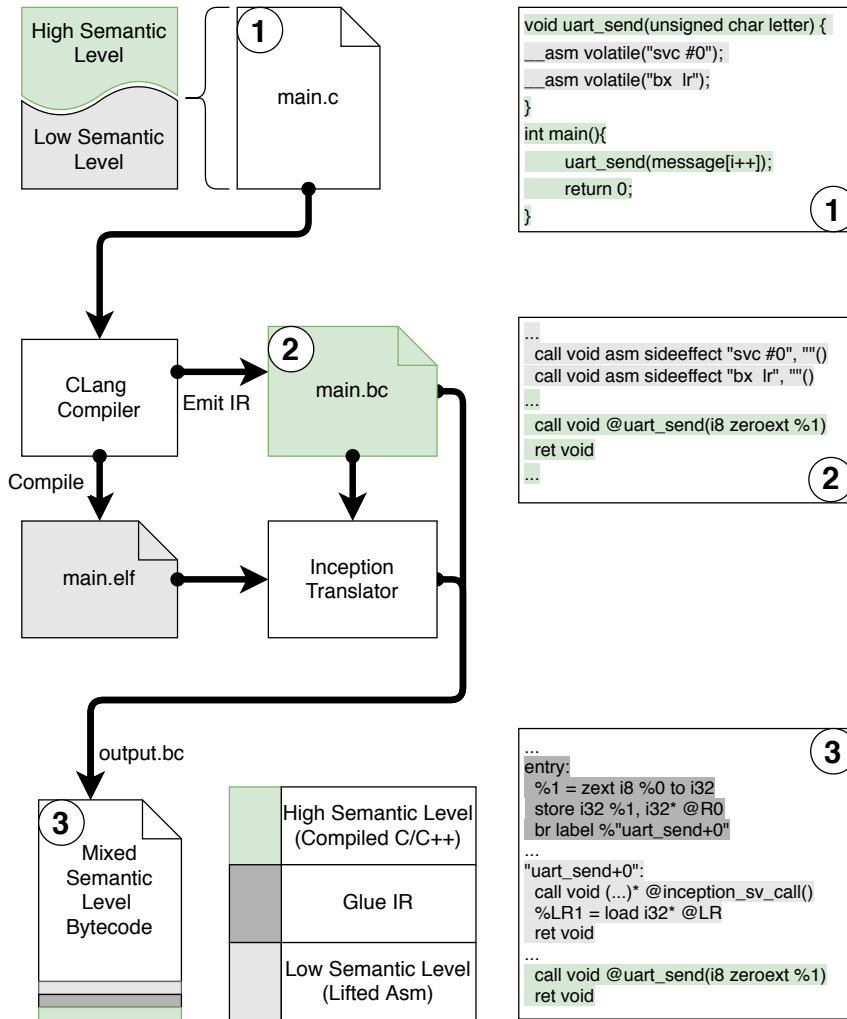 High Semantic
Level
Low Semantic
Level
1
main.c
void uart_send(unsigned char letter) {
__asm volatile("svc #0");
__asm volatile("bx  lr");
}
int main(){
uart_send(message[i++]);
return 0;
}
1
CLang
Compiler
Emit IR
2
main.bc
Compile
main.elf
Inception
Translator
...
call void asm sideeffect "svc #0", ""()
call void asm sideeffect "bx  lr", ""()
...
call void @uart_send(i8 zeroext %1)
ret void
...
2
output.bc
3
Mixed
Semantic
Level
Bytecode
High Semantic Level
(Compiled C/C++)
Glue IR
Low Semantic Level
(Lifted Asm)
...
entry:
%1 = zext i8 %0 to i32
store i32 %1, i32* @R0
br label %"uart_send+0"
...
"uart_send+0":
call void (...)* @inception_sv_call()
%LR1 = load i32* @LR
ret void
...
call void @uart_send(i8 zeroext %1)
ret void
3